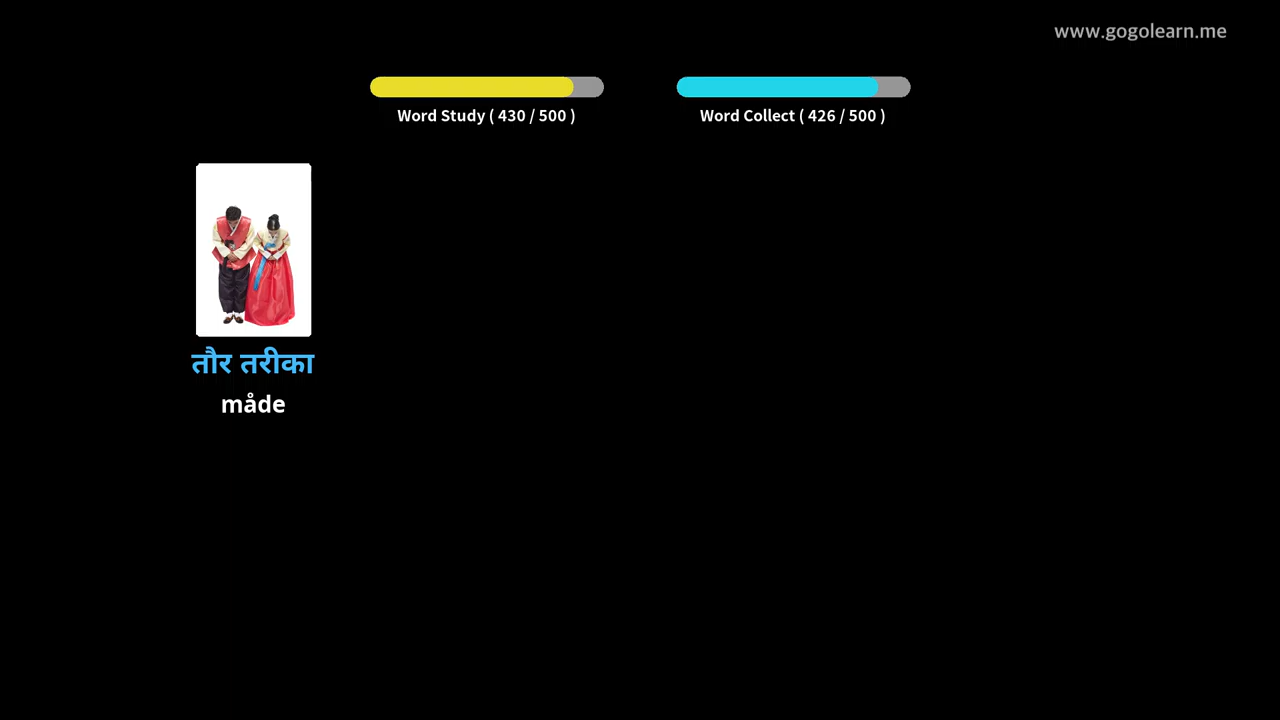 www.gogolearn.me
Word Study ( 430 / 500 )
Word Collect ( 426 / 500 )
तौर तरीका
måde